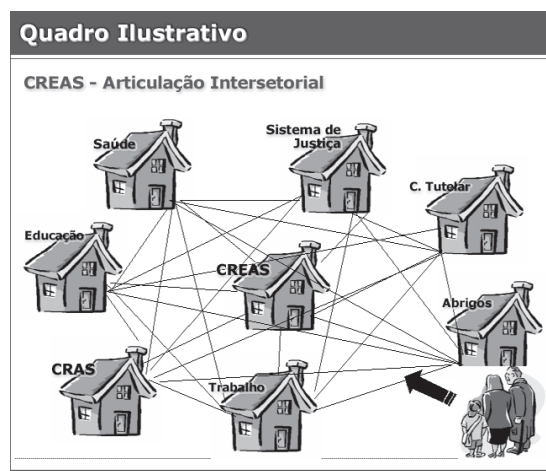 Quadro Ilustrativo
CREAS - Articulação Intersetorial
Saúde
Sistema de
Justiça
C. Tutelar
Educação
CREAS
Abrigos
CRAS
Trabalho